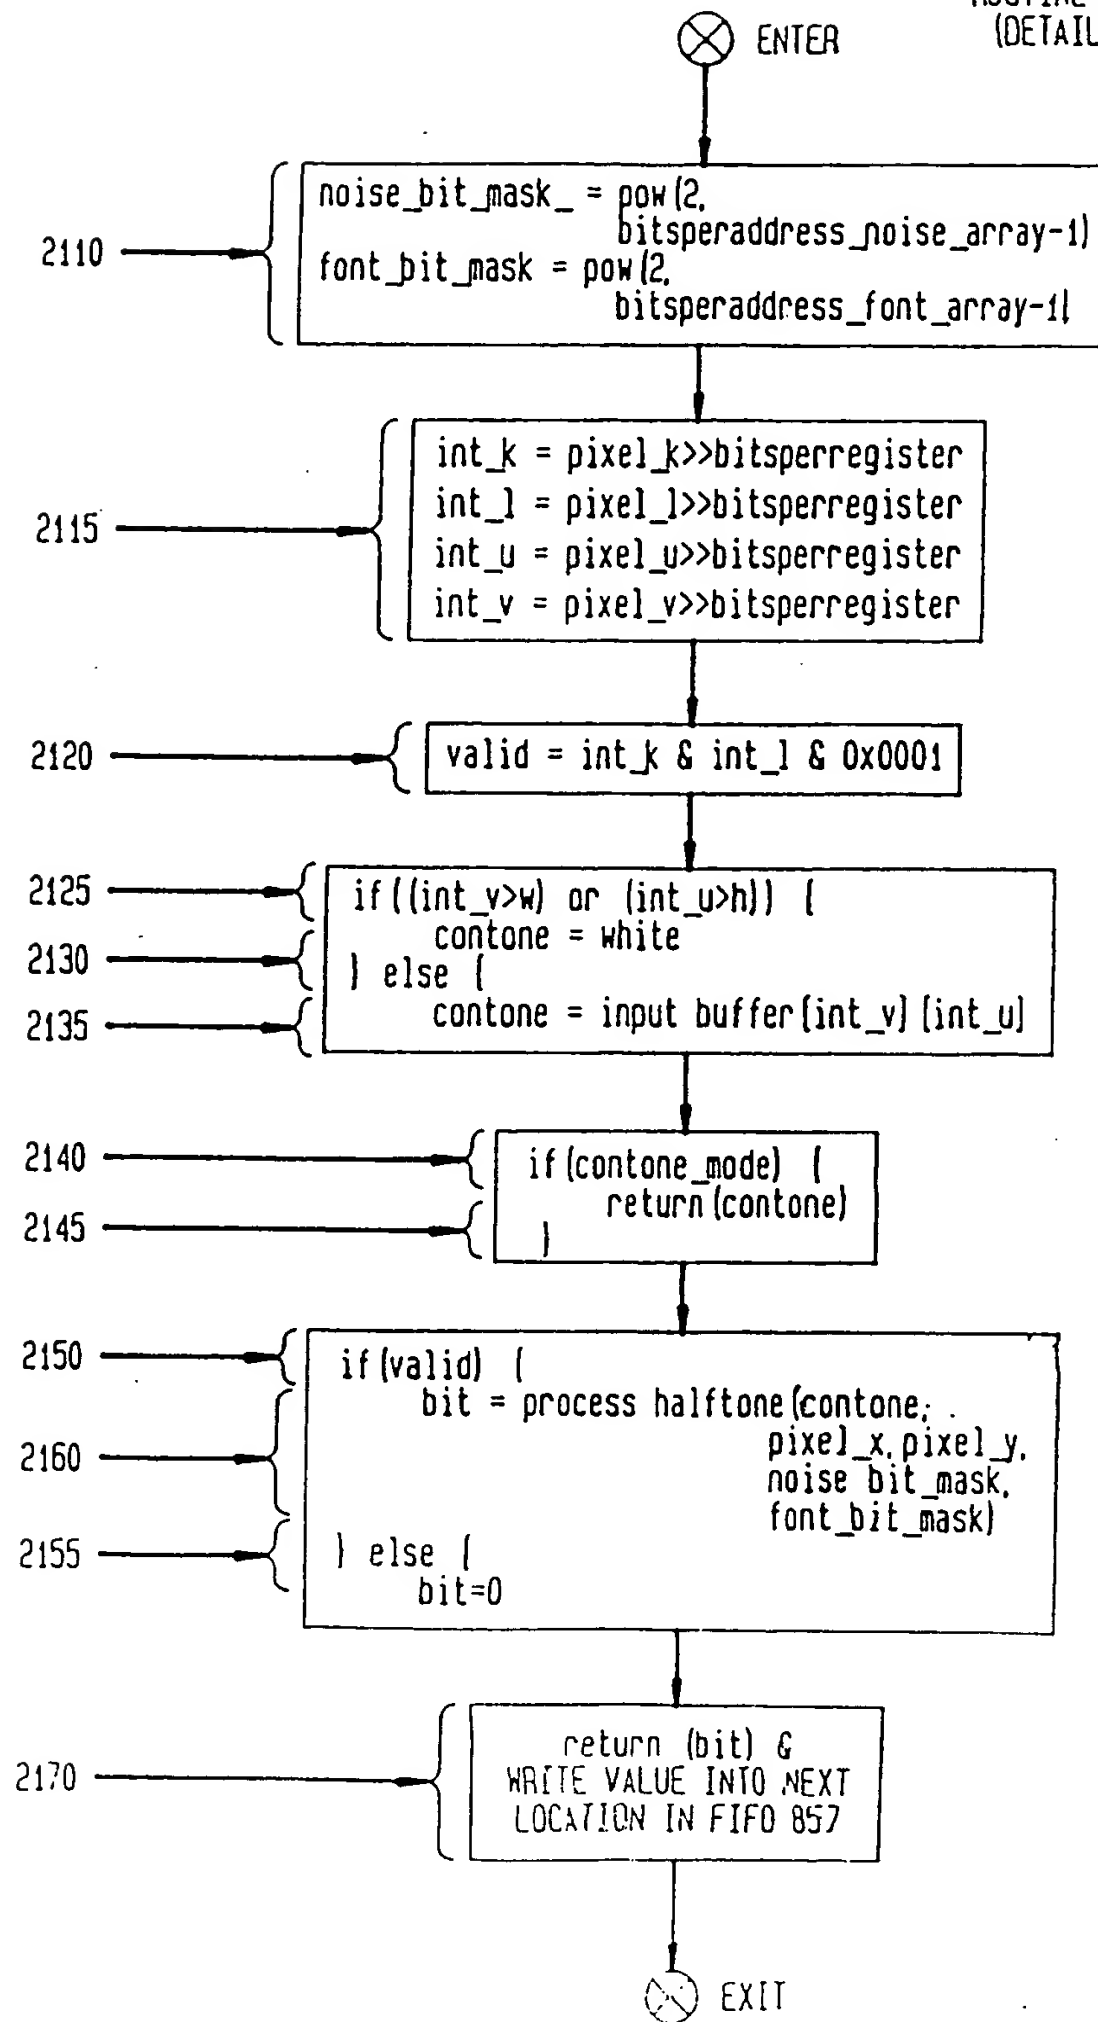 (DETAIL
ENTER
2110
noise_bit_mask_ = pow(2,
bitsperaddress_noise_array-1)
font_bit_mask = pow(2,
bitsperaddress_font_array-1)
2115
int_k = pixel_k>>bitsperregister
int_l = pixel_l>>bitsperregister
int_u = pixel_u>>bitsperregister
int_v = pixel_v>>bitsperregister
2120
valid = int_k & int_l & 0x0001
2125
if((int_v>w) or (int_u>h)) {
contone = white
2130
} else {
2135
contone = input buffer[int_v][int_u]
2140
if(contone_mode) {
return(contone)
2145
}
2150
if(valid) {
bit = process halftone(contone,
pixel_x,pixel_y,
2160
noise bit_mask,
font_bit_mask)
2155
} else {
bit=0
2170
return (bit) &
WRITE VALUE INTO NEXT
LOCATION IN FIFO 857
EXIT